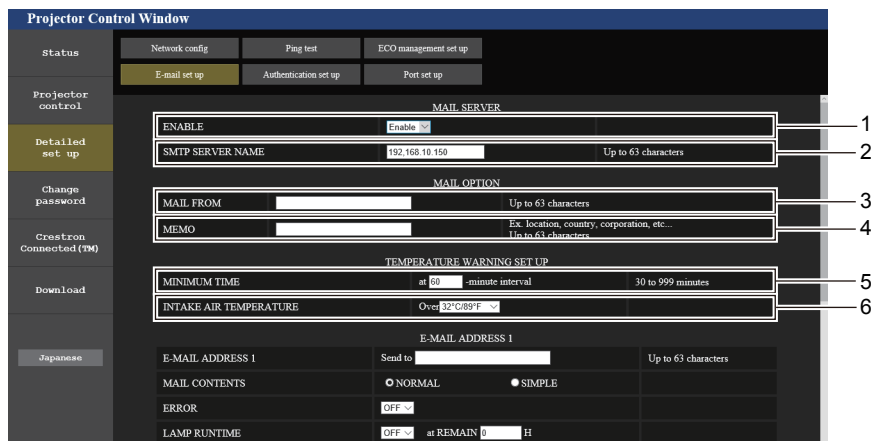 Projector Control Window
Status
Network config Ping test ECO management set up
E-mail set up Authentication set up Port set up
Projector control
Detailed set up
Change password
Crestron Connected(TM)
Download
Japanese
MAIL SERVER
ENABLE Enable 1
SMTP SERVER NAME 192,168.10.150 Up to 63 characters 2
MAIL OPTION
MAIL FROM Up to 63 characters 3
MEMO Ex. location, country, corporation, etc... 4
Up to 63 characters
TEMPERATURE WARNING SET UP
MINIMUM TIME at 60 -minute interval 30 to 999 minutes 5
INTAKE AIR TEMPERATURE Over 32°C/89°F 6
E-MAIL ADDRESS 1
E-MAIL ADDRESS 1 Send to Up to 63 characters
MAIL CONTENTS NORMAL SIMPLE
ERROR OFF
LAMP RUNTIME OFF at REMAIN 0 H